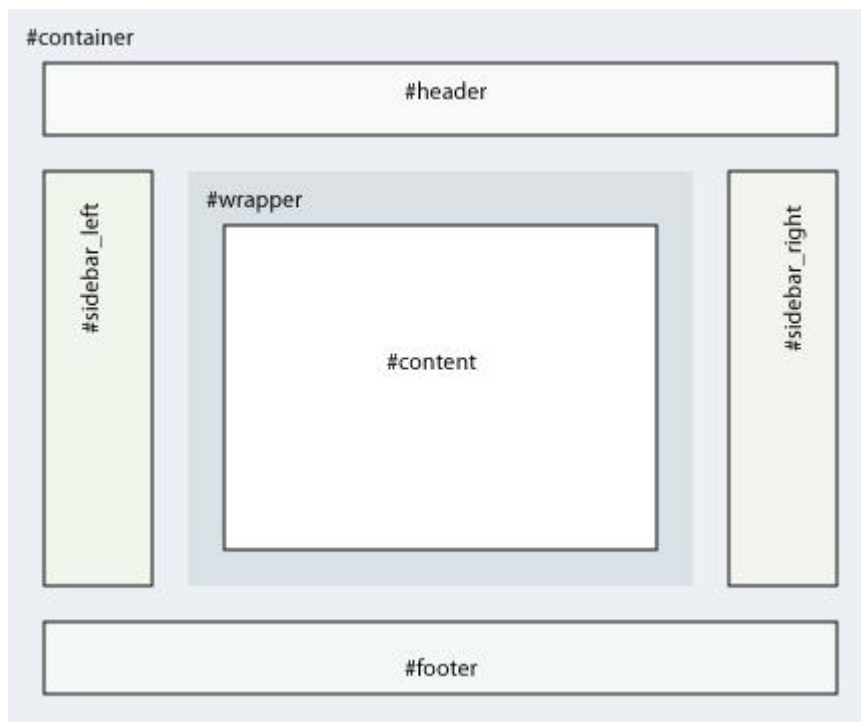 #container
#header
#sidebar_left
#wrapper
#content
#sidebar_right
#footer